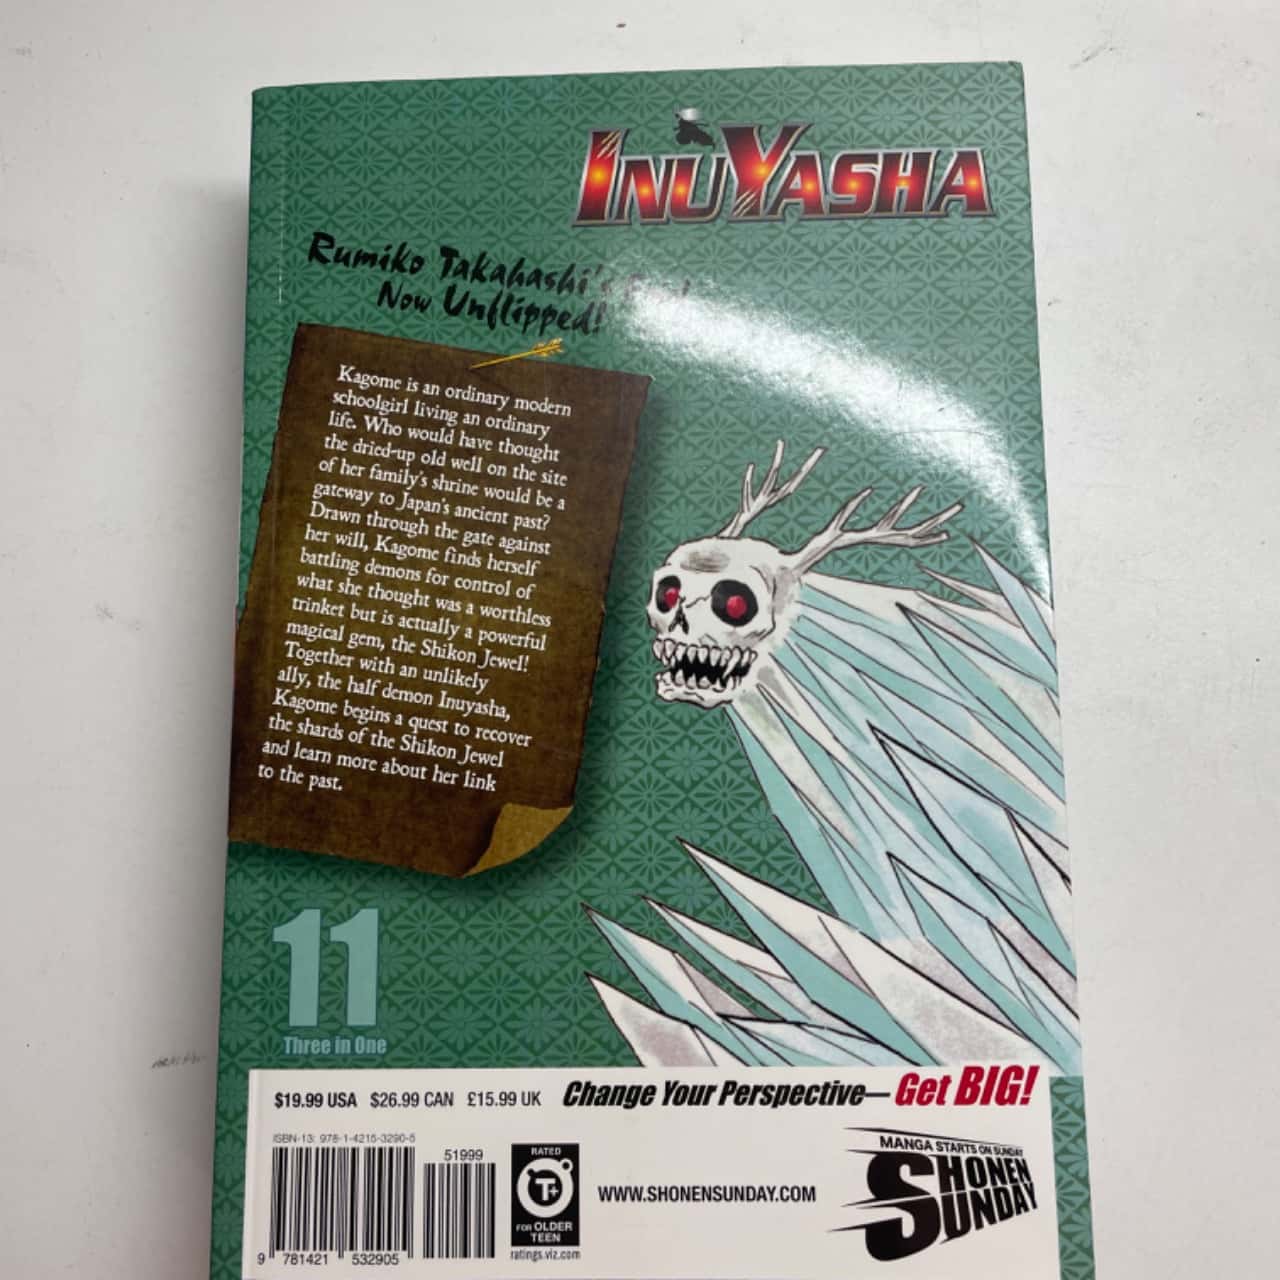 INUYASHA
Rumiko Takahashi's
Now Unflipped!
Kagome is an ordinary modern
schoolgirl living an ordinary
life. Who would have thought
the dried-up old well on the site
of her family's shrine would be a
gateway to Japan's ancient past?
Drawn through the gate against
her will, Kagome finds herself
battling demons for control of
what she thought was a worthless
trinket but is actually a powerful
magical gem, the Shikon Jewel!
Together with an unlikely
ally, the half demon Inuyasha,
Kagome begins a quest to recover
the shards of the Shikon Jewel
and learn more about her link
to the past.
11
Three in One
$19.99 USA $26.99 CAN £15.99 UK
Change Your Perspective—Get BIG!
ISBN-13: 978-1-4215-3290-5
51999
9 781421 532905
RATED
T+
FOR OLDER
TEEN
ratings.viz.com
WWW.SHONENSUNDAY.COM
MANGA STARTS ON SUNDAY
SHONEN
SUNDAY